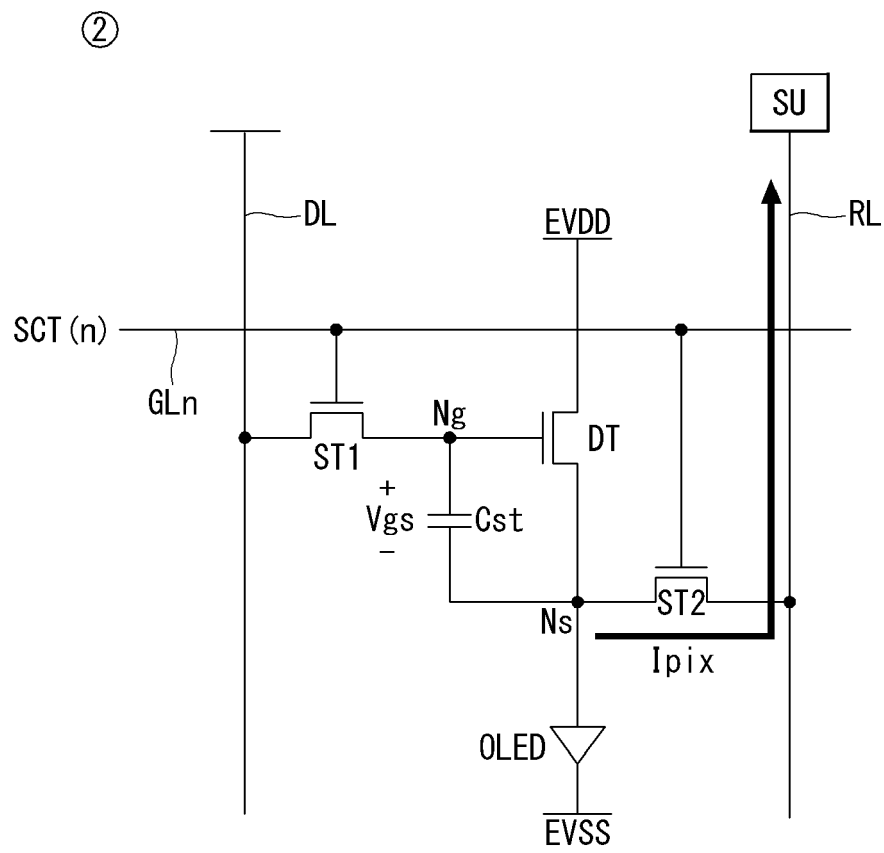 ②
SU
DL
RL
EVDD
SCT(n)
GLn
Ng
DT
ST1
+
Vgs
Cst
-
ST2
Ns
Ipix
OLED
EVSS